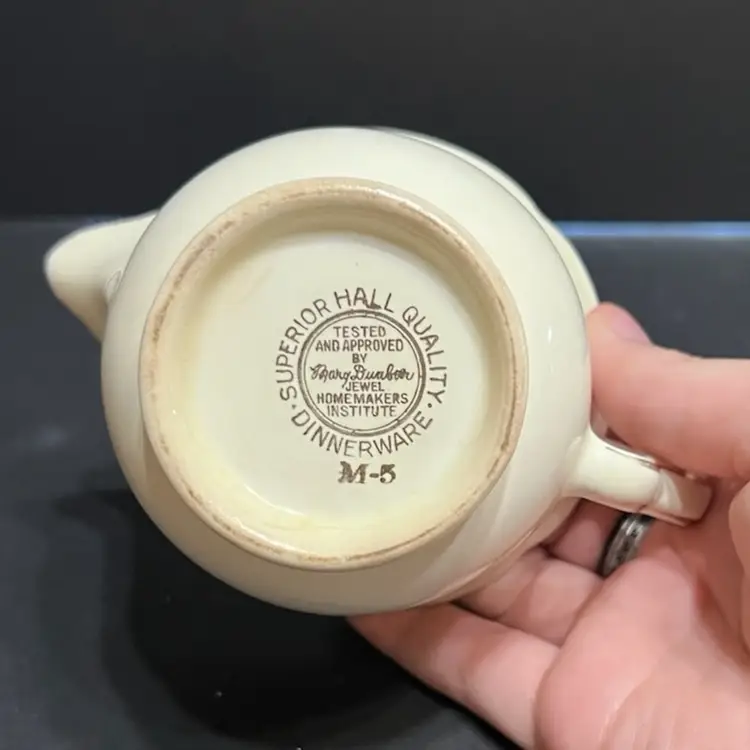 SUPERIOR HALL QUALITY
· DINNERWARE ·
TESTED
AND APPROVED
BY
Mary Dunbar
JEWEL
HOMEMAKERS
INSTITUTE
M-5